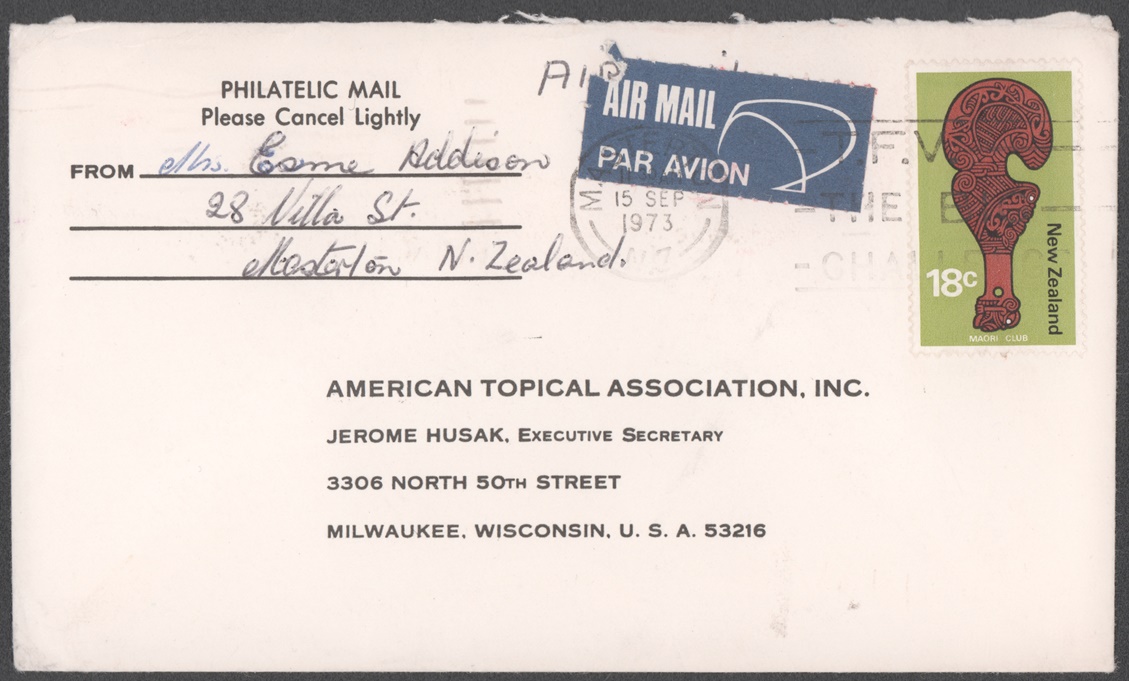 PHILATELIC MAIL
Please Cancel Lightly
FROM Mrs. Esme Addison
28 Villa St.
Masterton N. Zealand.
AIR
AIR MAIL
PAR AVION
15 SEP
1973
N.Z.
T.F.V
THE
18c
New Zealand
MAORI CLUB
AMERICAN TOPICAL ASSOCIATION, INC.
JEROME HUSAK, EXECUTIVE SECRETARY
3306 NORTH 50TH STREET
MILWAUKEE, WISCONSIN, U. S. A. 53216